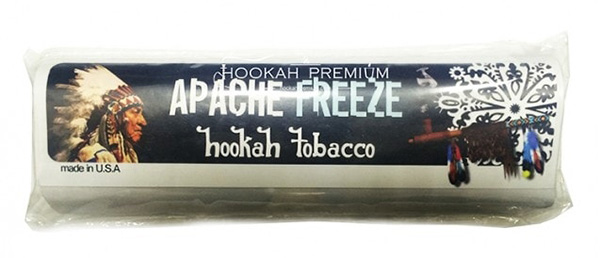 HOOKAH PREMIUM
APACHE FREEZE
hookah tobacco
made in U.S.A